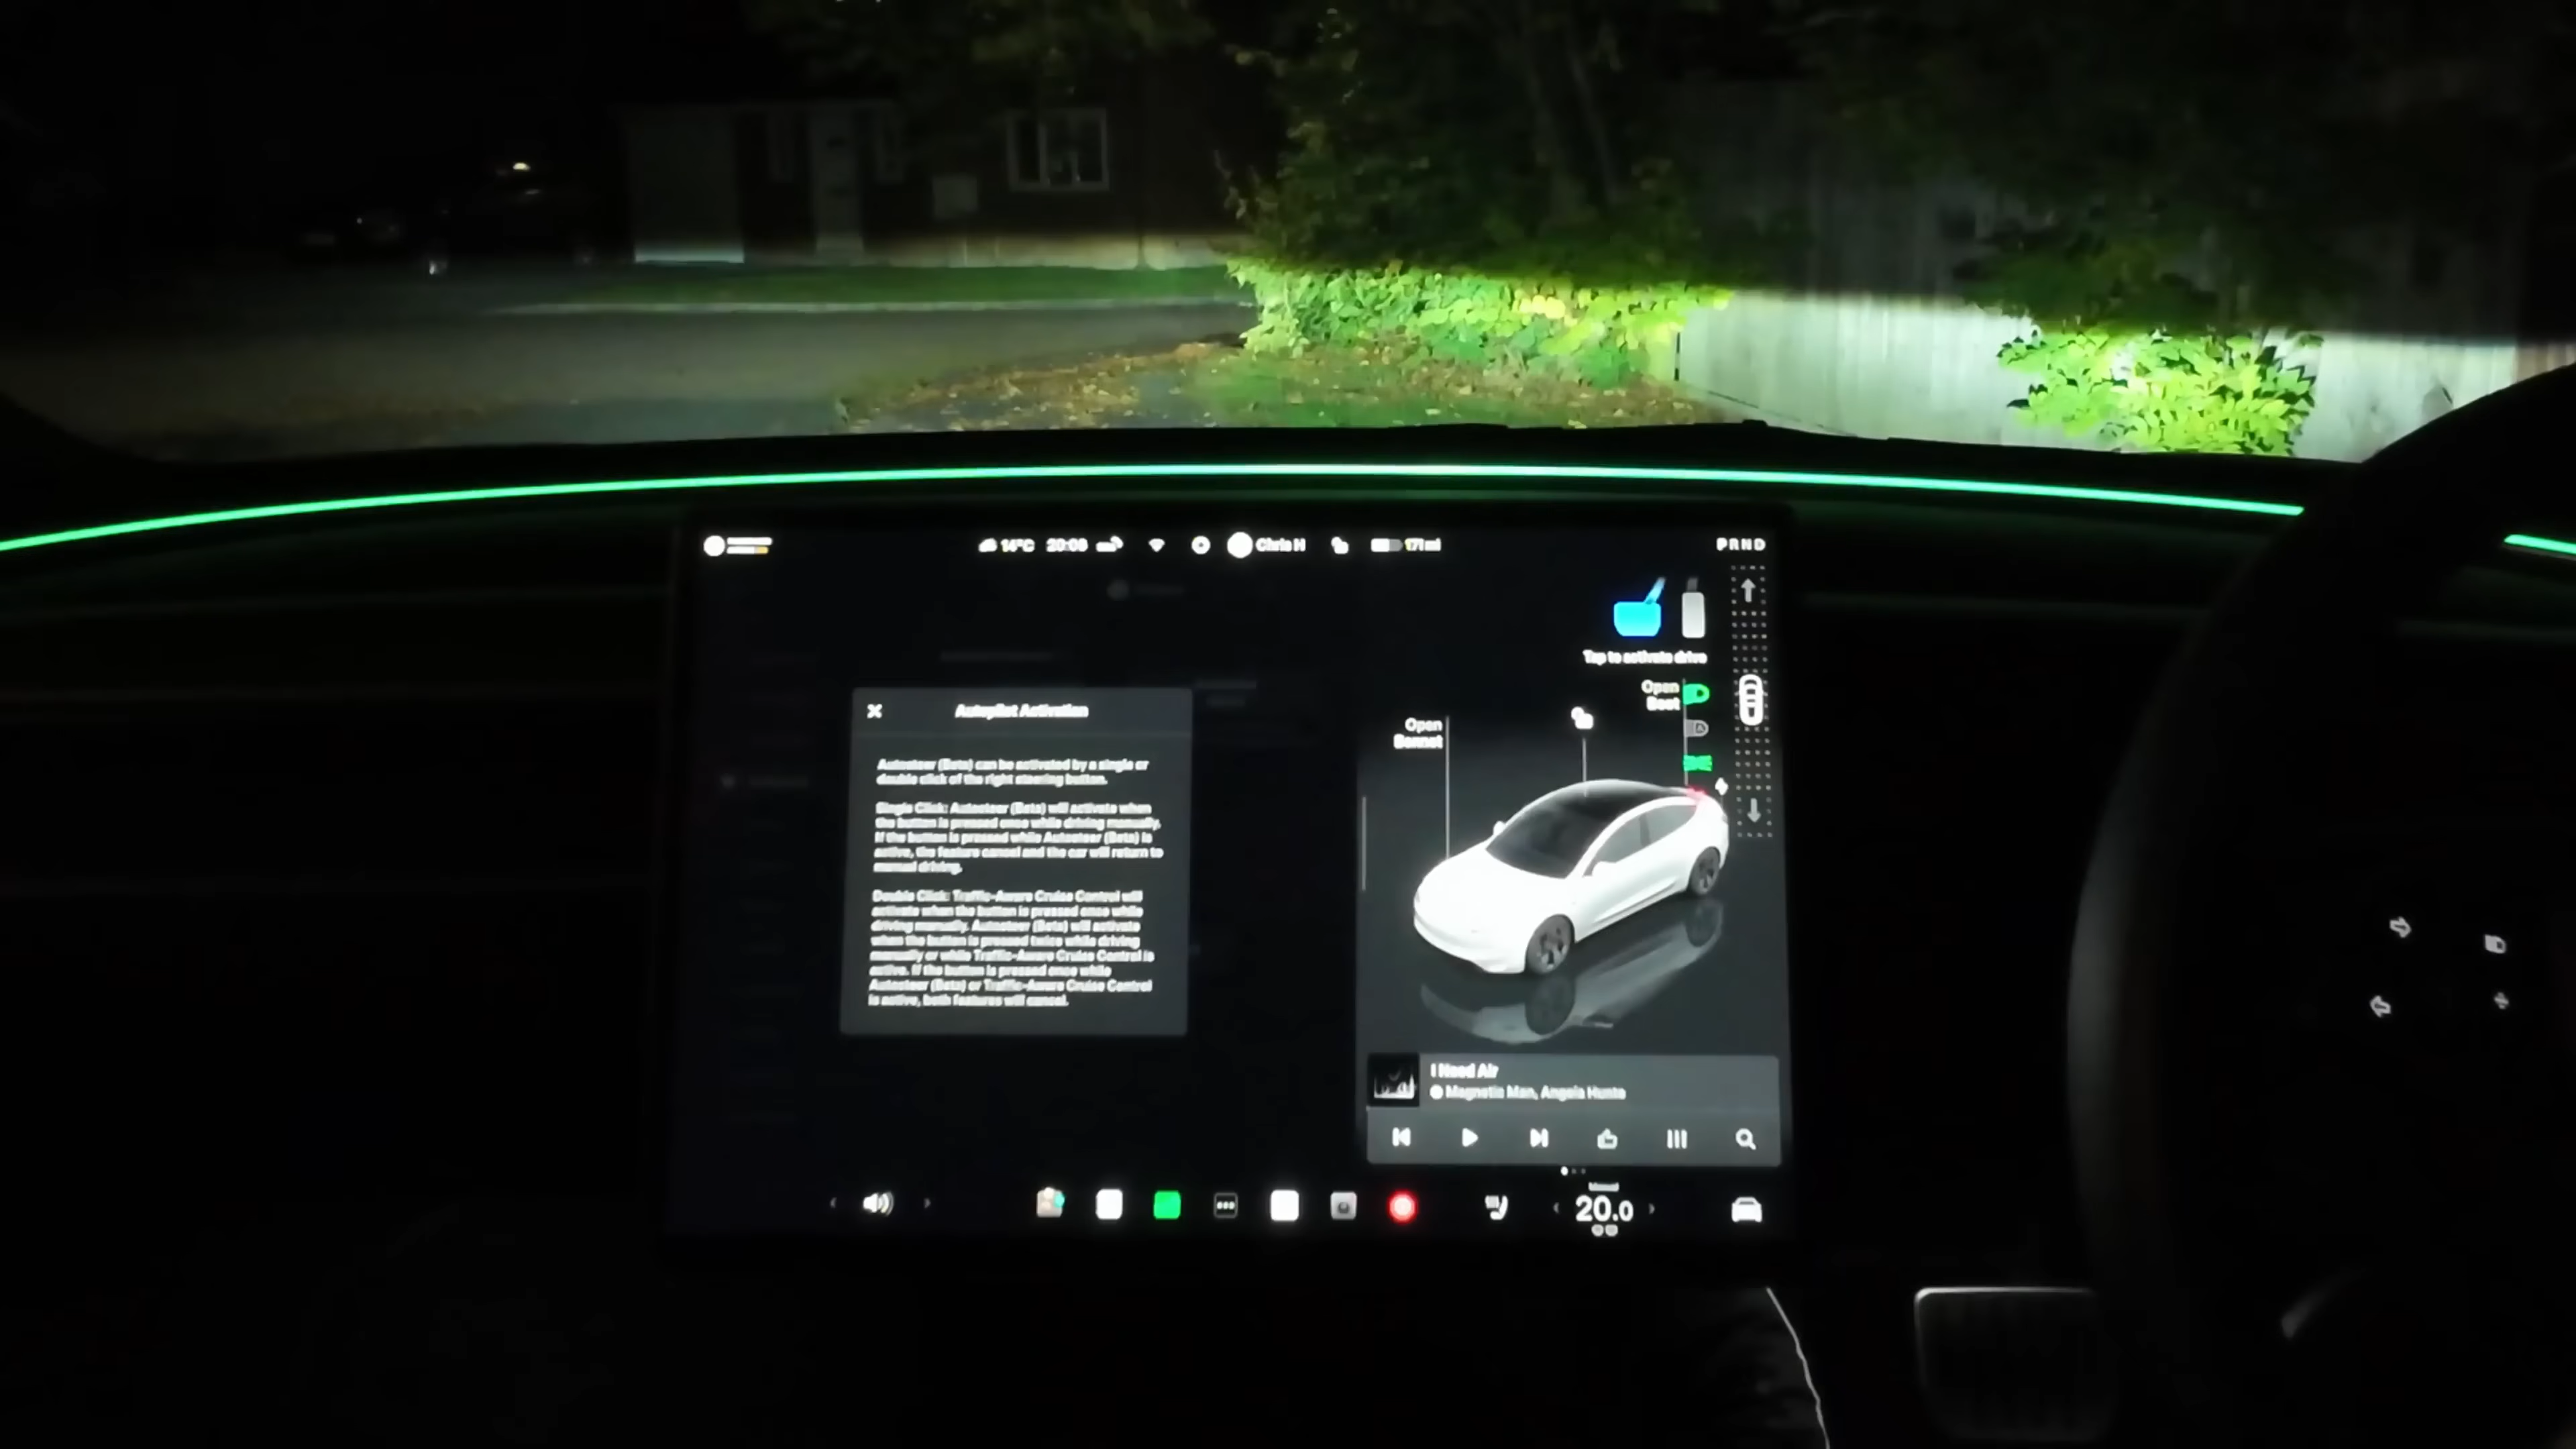 14°C 20:08 Chris H 171 mi
PRND
Tap to activate drive
Open
Boot
Open
Bonnet
Autopilot Activation
Autosteer (Beta) can be activated by a single or
double click of the right steering button.
Single Click: Autosteer (Beta) will activate when
the button is pressed once while driving manually.
If the button is pressed while Autosteer (Beta) is
active, the feature cancel and the car will return to
manual driving.
Double Click: Traffic-Aware Cruise Control will
activate when the button is pressed once while
driving manually. Autosteer (Beta) will activate
when the button is pressed twice while driving
manually or while Traffic-Aware Cruise Control is
active. If the button is pressed once while
Autosteer (Beta) or Traffic-Aware Cruise Control
is active, both features will cancel.
I Need Air
Magnetic Man, Angela Hunte
Manual
20.0